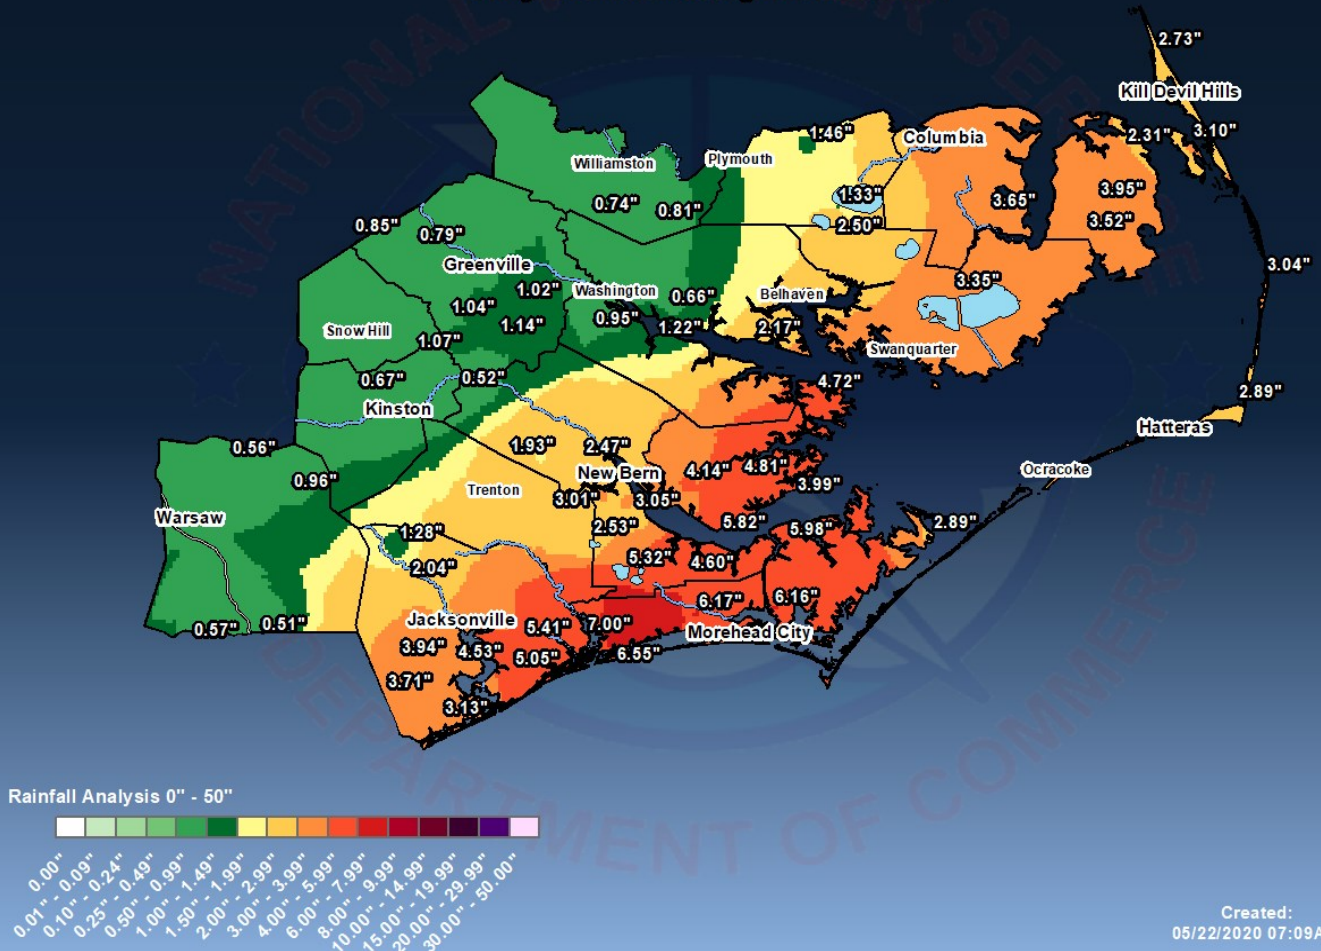 2.73"
Kill Devil Hills
1.46"
Columbia
2.31"
3.10"
Williamston
Plymouth
0.74"
0.81"
1.33"
3.65"
3.95"
3.52"
0.85"
0.79"
2.50"
Greenville
3.04"
1.02"
Washington
0.66"
Belhaven
3.35"
1.04"
1.14"
0.95"
1.22"
2.17"
Snow Hill
1.07"
Swanquarter
0.67"
0.52"
4.72"
2.89"
Kinston
Hatteras
0.56"
1.93"
2.47"
0.96"
New Bern
4.14"
4.81"
3.99"
Ocracoke
Trenton
3.01"
3.05"
Warsaw
1.28"
2.53"
5.82"
5.98"
2.89"
2.04"
5.32"
4.60"
6.17"
6.16"
0.57"
0.51"
Jacksonville
5.41"
7.00"
Morehead City
3.94"
4.53"
5.05"
6.55"
3.71"
3.13"
NATIONAL
SERVICE
DEPARTMENT OF COMMERCE
Rainfall Analysis 0" - 50"
0.00"
0.01" - 0.09"
0.10" - 0.24"
0.25" - 0.49"
0.50" - 0.99"
1.00" - 1.49"
1.50" - 1.99"
2.00" - 2.99"
3.00" - 3.99"
4.00" - 5.99"
6.00" - 7.99"
8.00" - 9.99"
10.00" - 14.99"
15.00" - 19.99"
20.00" - 29.99"
30.00" - 50.00"
Created:
05/22/2020 07:09A